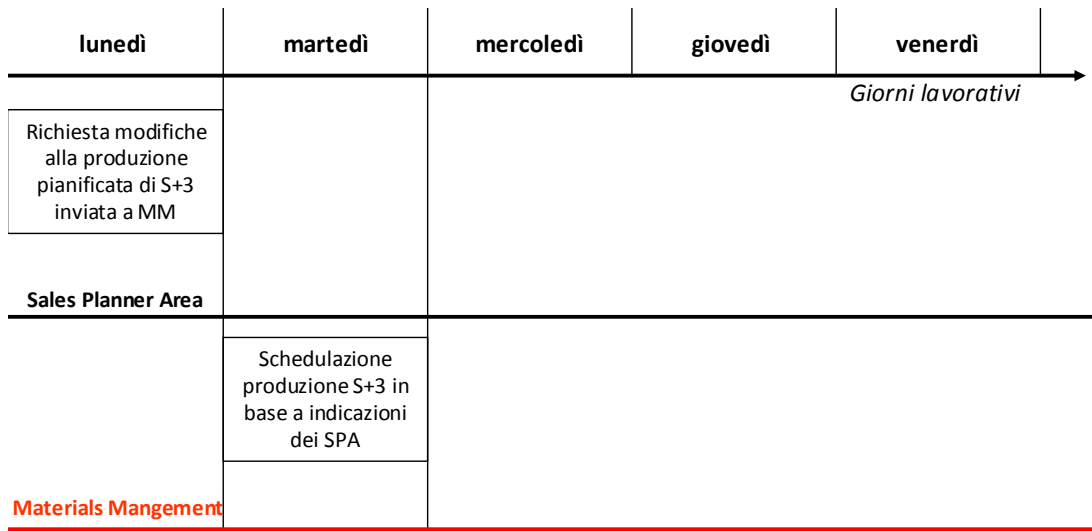 lunedì martedì mercoledì giovedì venerdì
Giorni lavorativi
Richiesta modifiche
alla produzione
pianificata di S+3
inviata a MM
Sales Planner Area
Schedulazione
produzione S+3 in
base a indicazioni
dei SPA
Materials Mangement